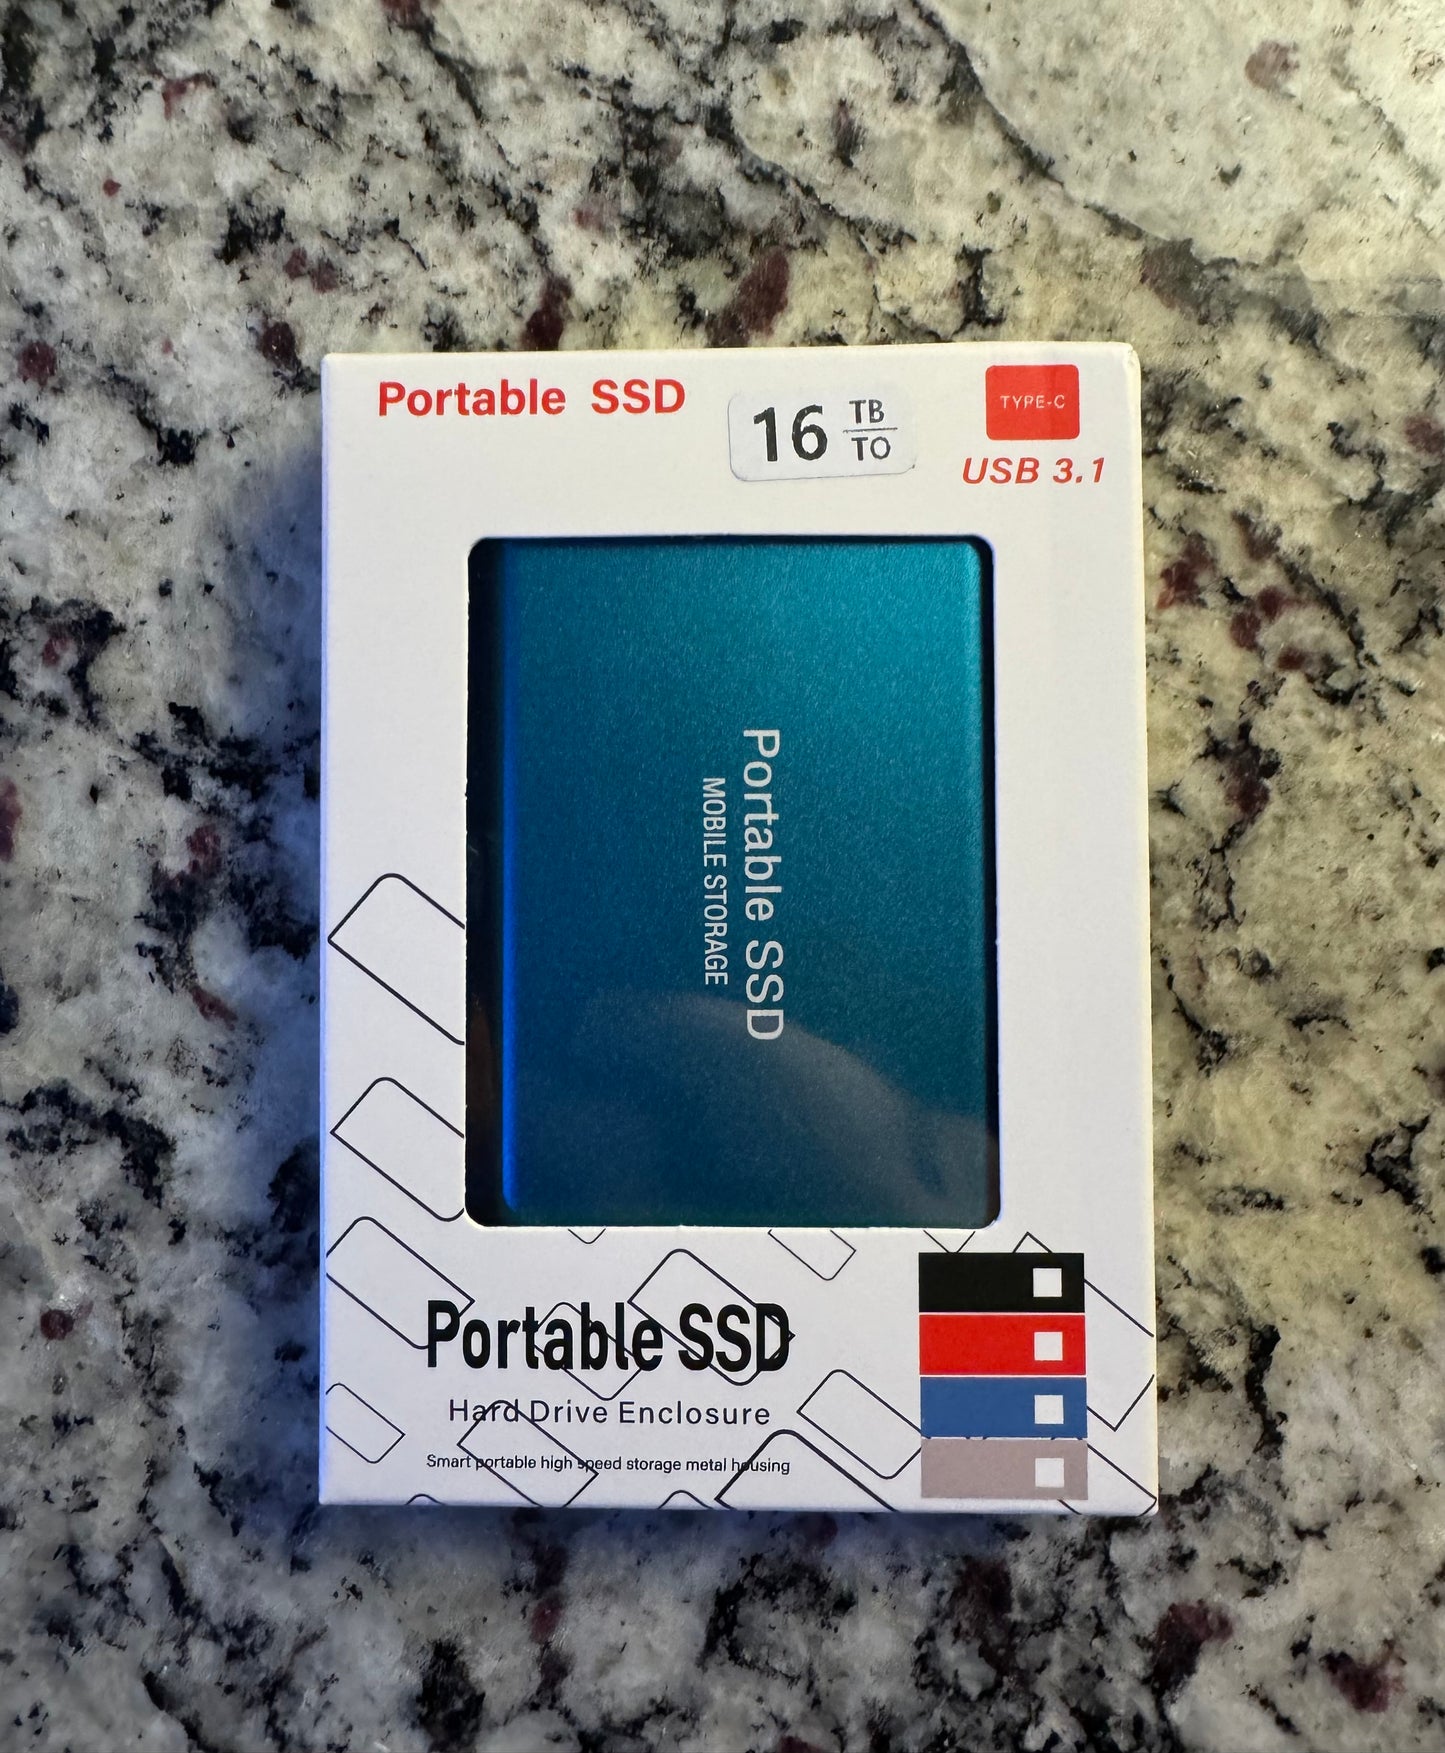 Portable SSD
16 TB
TO
TYPE-C
USB 3.1
Portable SSD
MOBILE STORAGE
Portable SSD
Hard Drive Enclosure
Smart portable high speed storage metal housing